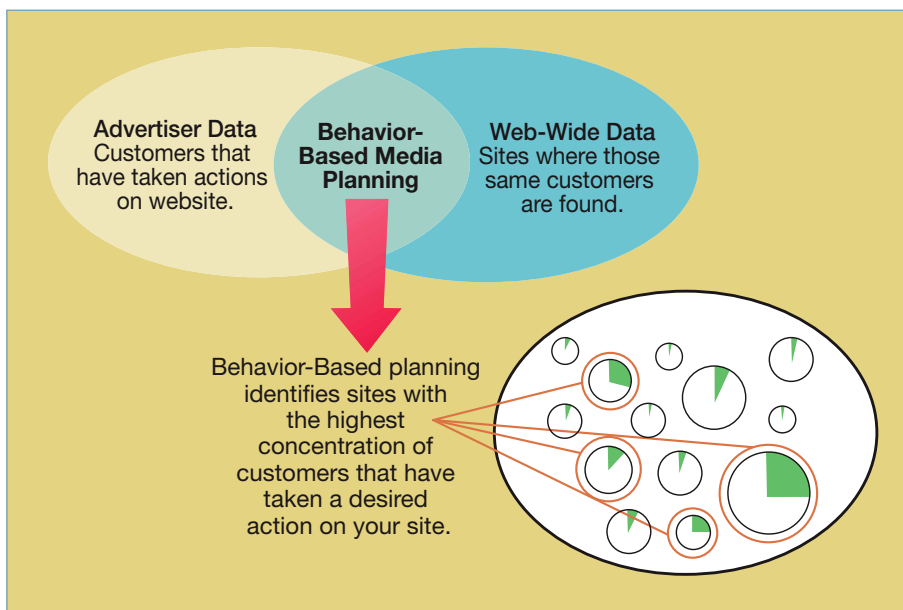 Advertiser Data
Customers that
have taken actions
on website.
Behavior-
Based Media
Planning
Web-Wide Data
Sites where those
same customers
are found.
Behavior-Based planning
identifies sites with
the highest
concentration of
customers that have
taken a desired
action on your site.